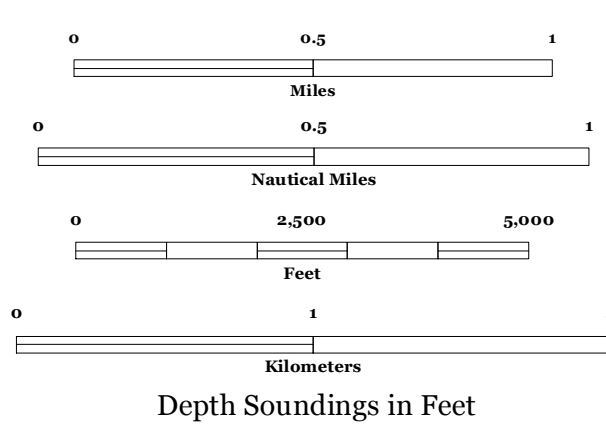 0 0.5 1
Miles
0 0.5 1
Nautical Miles
0 2,500 5,000
Feet
0 1
Kilometers
Depth Soundings in Feet